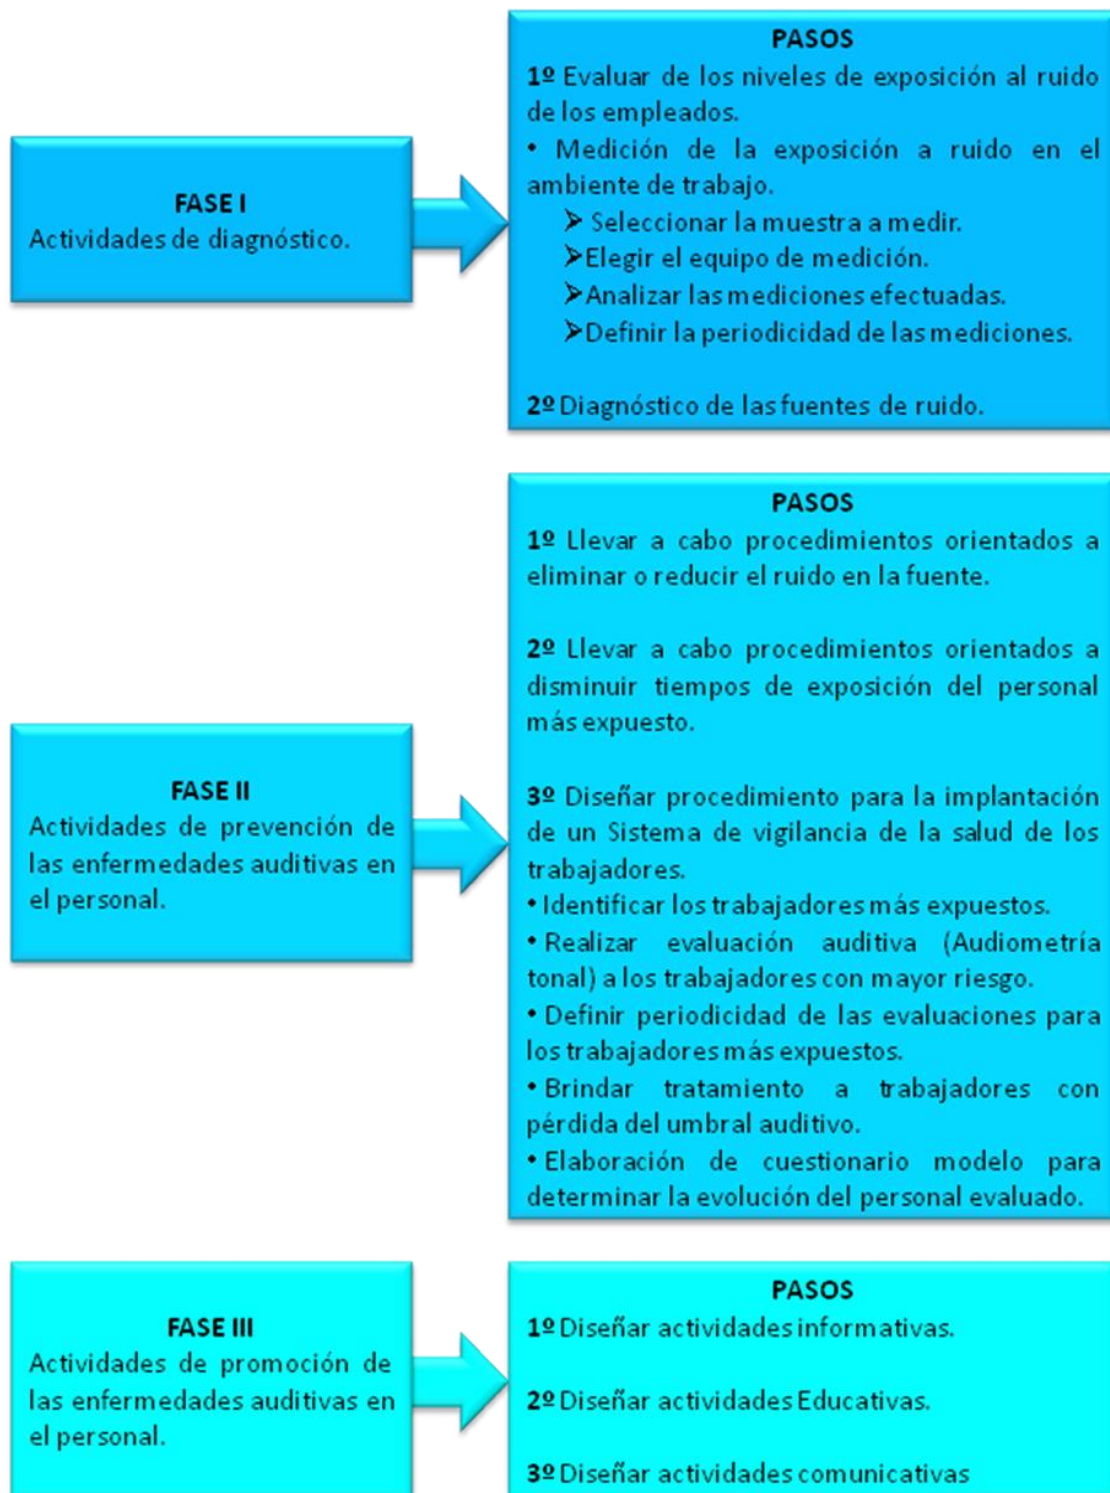 FASE I
Actividades de diagnóstico.
PASOS
1º Evaluar de los niveles de exposición al ruido
de los empleados.
• Medición de la exposición a ruido en el
ambiente de trabajo.
➢ Seleccionar la muestra a medir.
➢Elegir el equipo de medición.
➢Analizar las mediciones efectuadas.
➢Definir la periodicidad de las mediciones.
2º Diagnóstico de las fuentes de ruido.
FASE II
Actividades de prevención de
las enfermedades auditivas en
el personal.
PASOS
1º Llevar a cabo procedimientos orientados a
eliminar o reducir el ruido en la fuente.
2º Llevar a cabo procedimientos orientados a
disminuir tiempos de exposición del personal
más expuesto.
3º Diseñar procedimiento para la implantación
de un Sistema de vigilancia de la salud de los
trabajadores.
• Identificar los trabajadores más expuestos.
• Realizar evaluación auditiva (Audiometría
tonal) a los trabajadores con mayor riesgo.
• Definir periodicidad de las evaluaciones para
los trabajadores más expuestos.
• Brindar tratamiento a trabajadores con
pérdida del umbral auditivo.
• Elaboración de cuestionario modelo para
determinar la evolución del personal evaluado.
FASE III
Actividades de promoción de
las enfermedades auditivas en
el personal.
PASOS
1º Diseñar actividades informativas.
2º Diseñar actividades Educativas.
3º Diseñar actividades comunicativas